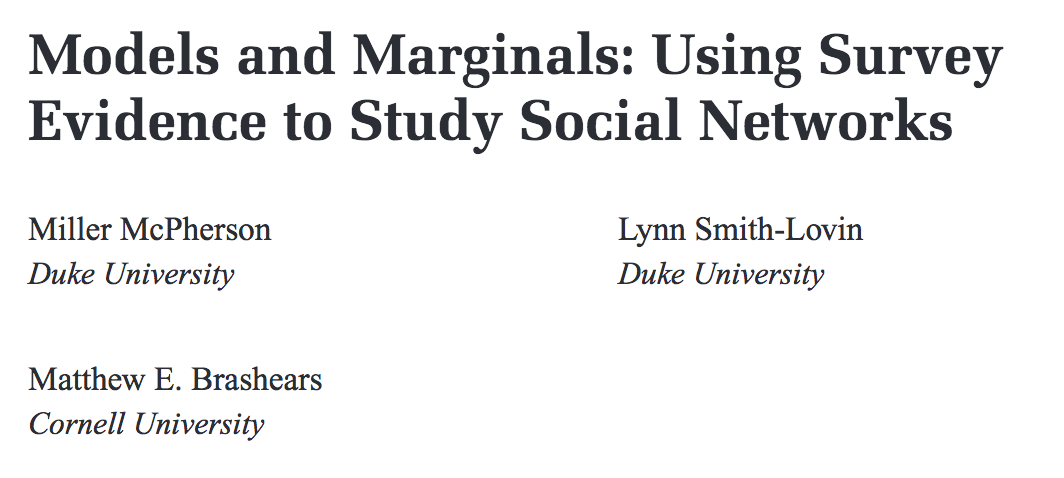 Models and Marginals: Using Survey
Evidence to Study Social Networks
Miller McPherson
Duke University
Lynn Smith-Lovin
Duke University
Matthew E. Brashears
Cornell University